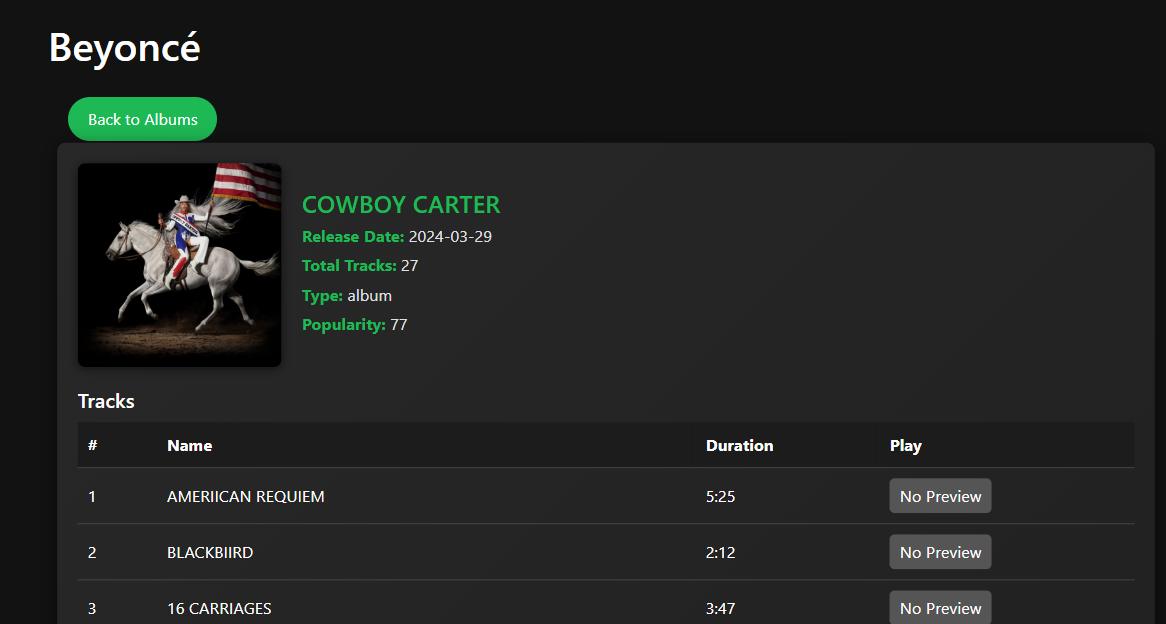 Beyoncé
Back to Albums
COWBOY CARTER
Release Date: 2024-03-29
Total Tracks: 27
Type: album
Popularity: 77
Tracks
# Name Duration Play
1 AMERIICAN REQUIEM 5:25 No Preview
2 BLACKBIIRD 2:12 No Preview
3 16 CARRIAGES 3:47 No Preview